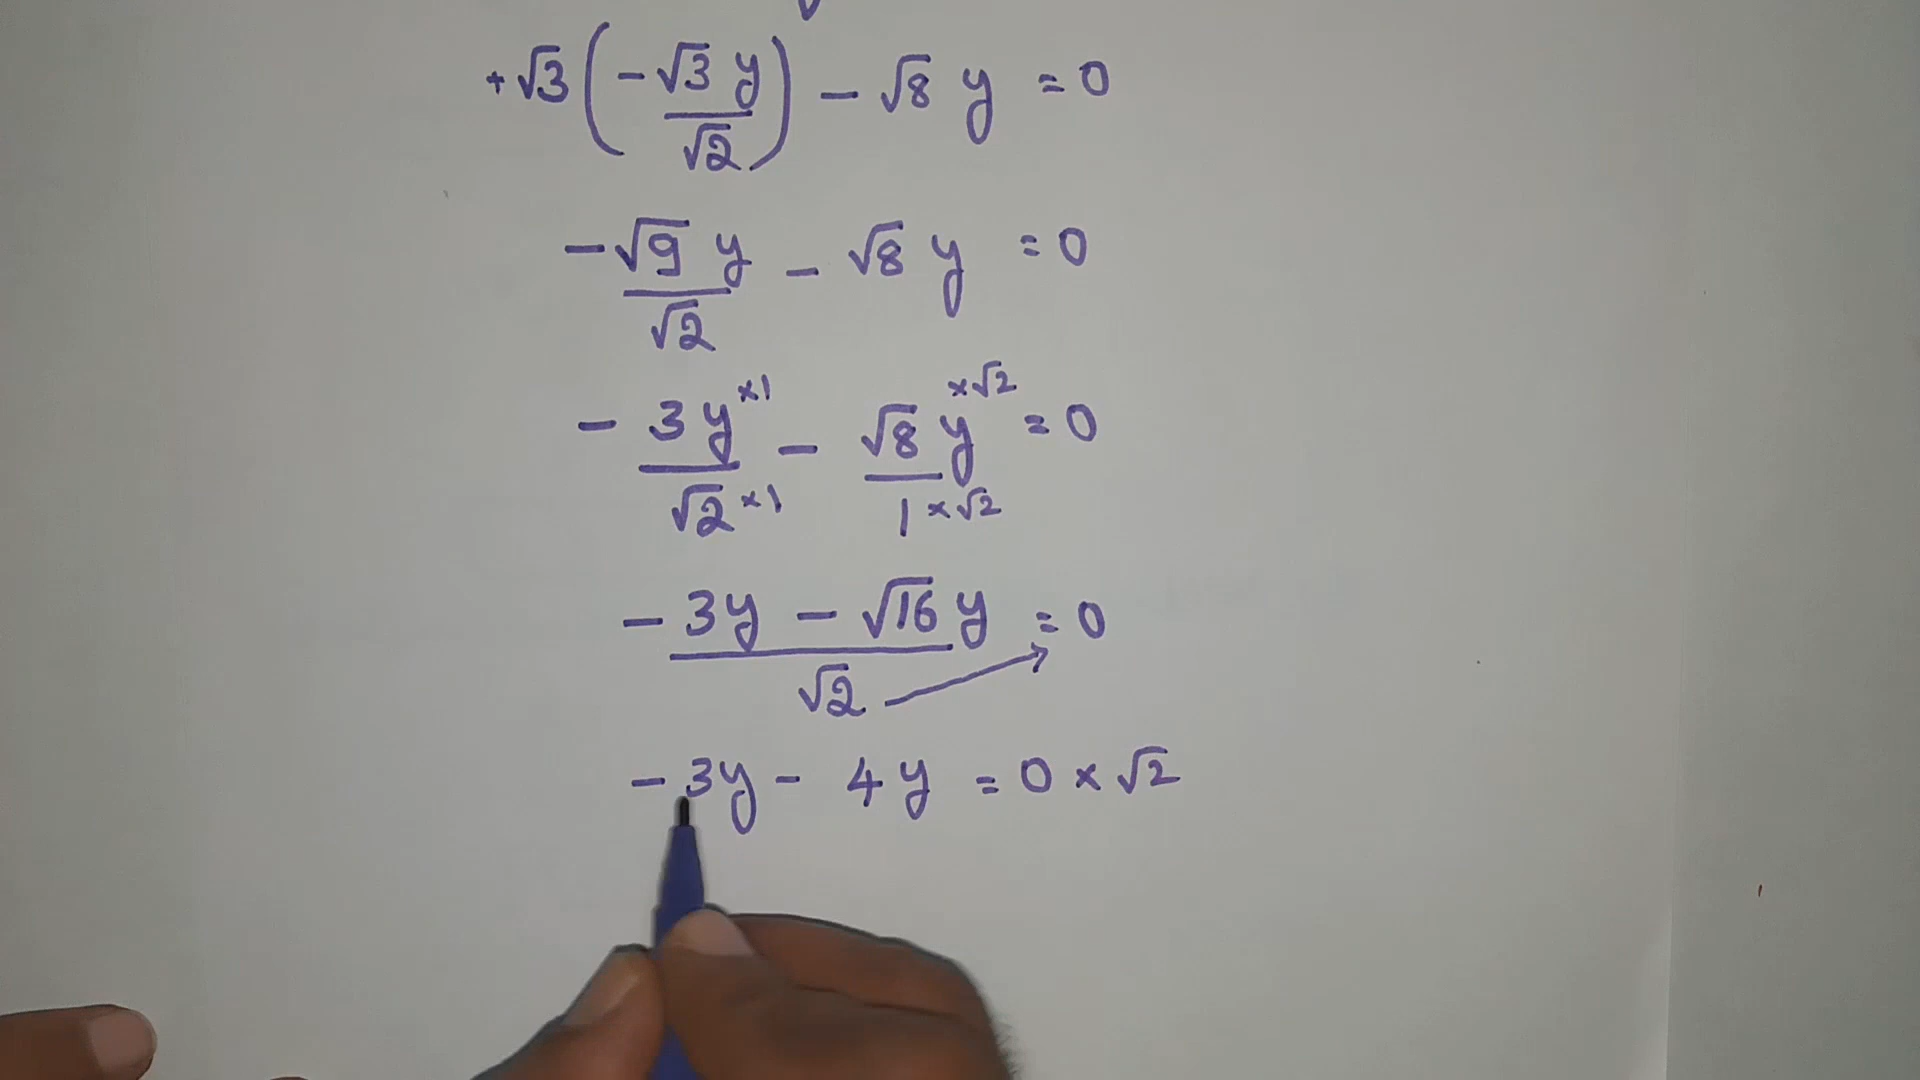 + √3 ( - √3 y / √2 ) - √8 y = 0
- √9 y / √2 - √8 y = 0
- 3y ×1 / √2 ×1 - √8 y ×√2 / 1 ×√2 = 0
- 3y - √16 y / √2 = 0
- 3y - 4y = 0 × √2